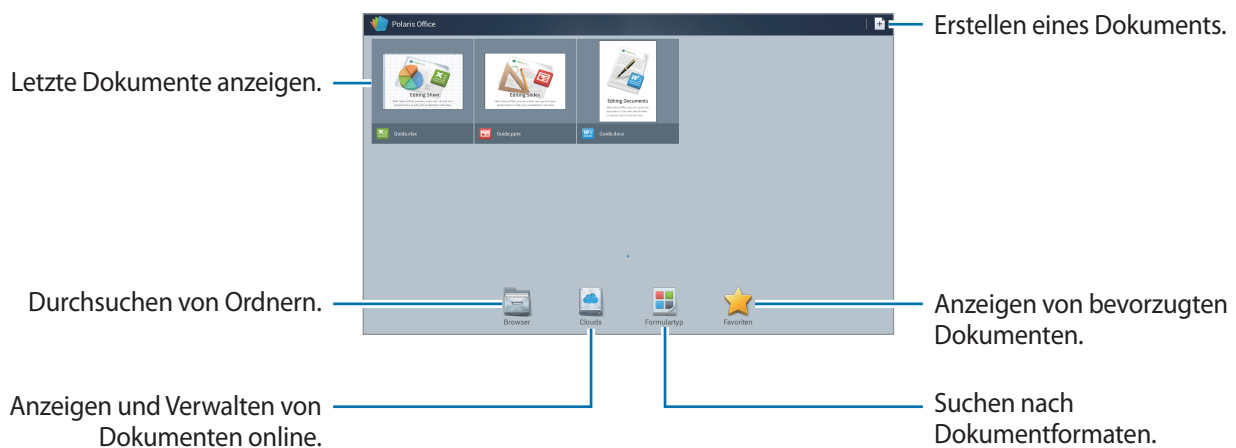 Polaris Office
Erstellen eines Dokuments.
Letzte Dokumente anzeigen.
Editing Sheet
Editing Slides
Editing Documents
Guide.xlsx
Guide.pptx
Guide.docx
Durchsuchen von Ordnern.
Browser
Clouds
Formulartyp
Favoriten
Anzeigen von bevorzugten
Dokumenten.
Anzeigen und Verwalten von
Dokumenten online.
Suchen nach
Dokumentformaten.